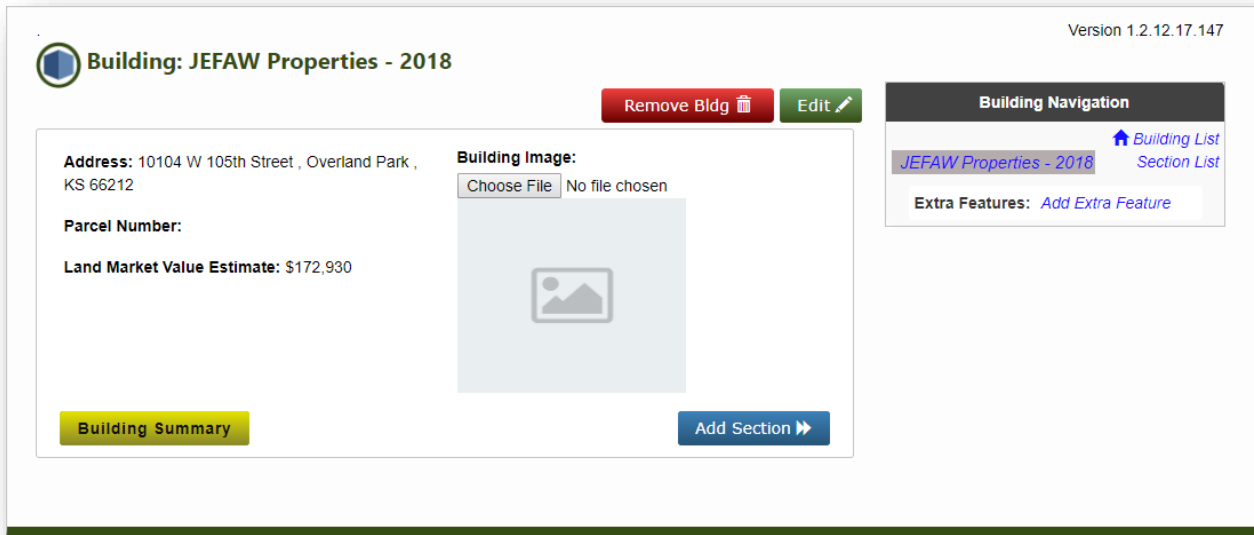 Version 1.2.12.17.147
.
Building: JEFAW Properties - 2018
Remove Bldg
Edit
Address: 10104 W 105th Street , Overland Park ,
KS 66212
Parcel Number:
Land Market Value Estimate: $172,930
Building Image:
Choose File No file chosen
Building Summary
Add Section
Building Navigation
Building List
JEFAW Properties - 2018 Section List
Extra Features: Add Extra Feature